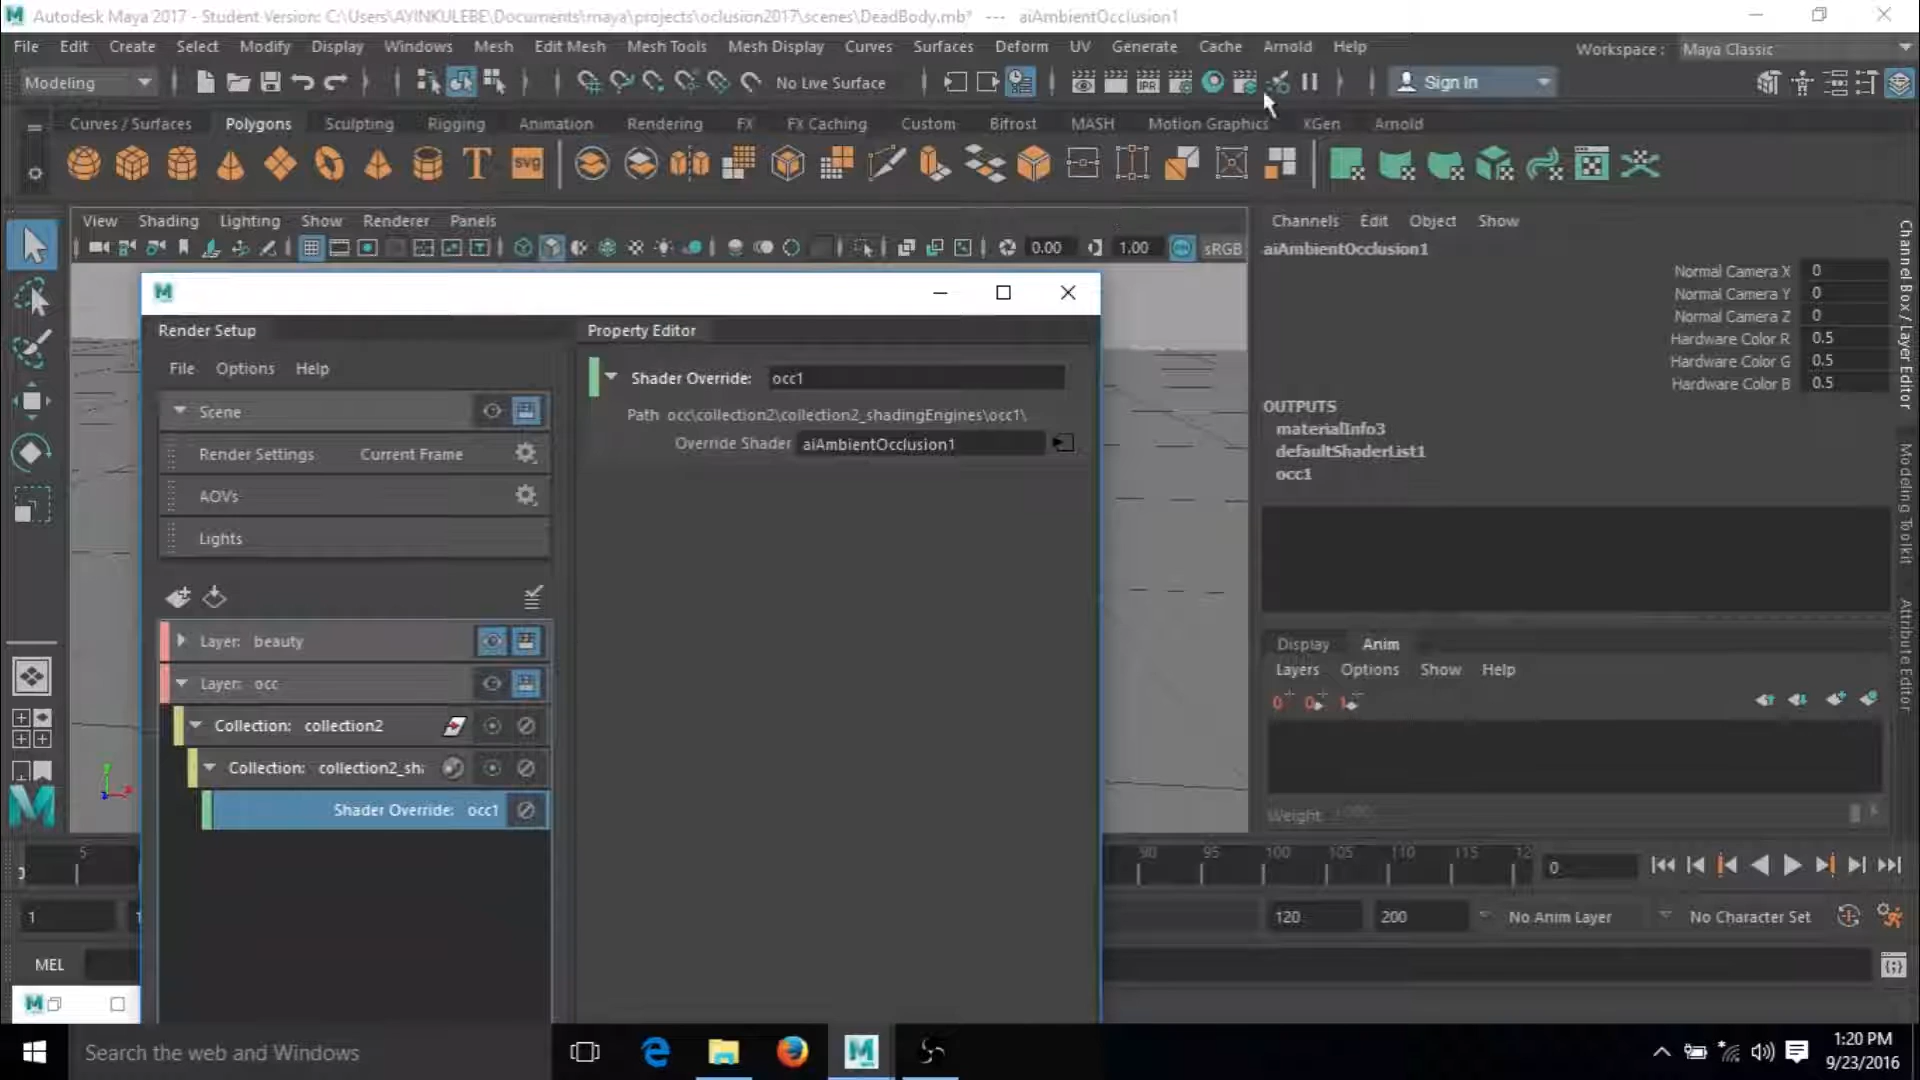 Autodesk Maya 2017 - Student Version: C:\Users\AYINKULEBE\Documents\maya\projects\oclusion2017\scenes\DeadBody.mb* --- aiAmbientOcclusion1
File Edit Create Select Modify Display Windows Mesh Edit Mesh Mesh Tools Mesh Display Curves Surfaces Deform UV Generate Cache Arnold Help
Workspace : Maya Classic
Modeling
No Live Surface
IPR
Sign In
Curves / Surfaces Polygons Sculpting Rigging Animation Rendering FX FX Caching Custom Bifrost MASH Motion Graphics XGen Arnold
T
SVG
View Shading Lighting Show Renderer Panels
0.00
1.00
sRGB
Channels Edit Object Show
aiAmbientOcclusion1
Normal Camera X 0
Normal Camera Y 0
Normal Camera Z 0
Hardware Color R 0.5
Hardware Color G 0.5
Hardware Color B 0.5
OUTPUTS
materialInfo3
defaultShaderList1
occ1
Channel Box / Layer Editor
Modeling Toolkit
Attribute Editor
Render Setup
File Options Help
Scene
Render Settings Current Frame
AOVs
Lights
Layer: beauty
Layer: occ
Collection: collection2
Collection: collection2_sh
Shader Override: occ1
Property Editor
Shader Override: occ1
Path occ\collection2\collection2_shadingEngines\occ1\
Override Shader aiAmbientOcclusion1
Display Anim
Layers Options Show Help
Weight:
5
90 95 100 105 110 115 12
0
1
120 200 No Anim Layer No Character Set
MEL
Search the web and Windows
1:20 PM
9/23/2016